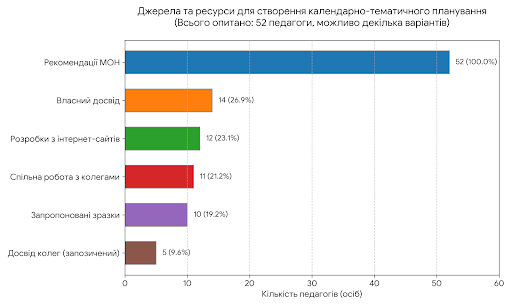 Джерела та ресурси для створення календарно-тематичного планування
(Всього опитано: 52 педагоги, можливо декілька варіантів)
Рекомендації МОН 52 (100.0%)
Власний досвід 14 (26.9%)
Розробки з інтернет-сайтів 12 (23.1%)
Спільна робота з колегами 11 (21.2%)
Запропоновані зразки 10 (19.2%)
Досвід колег (запозичений) 5 (9.6%)
0 10 20 30 40 50 60
Кількість педагогів (осіб)